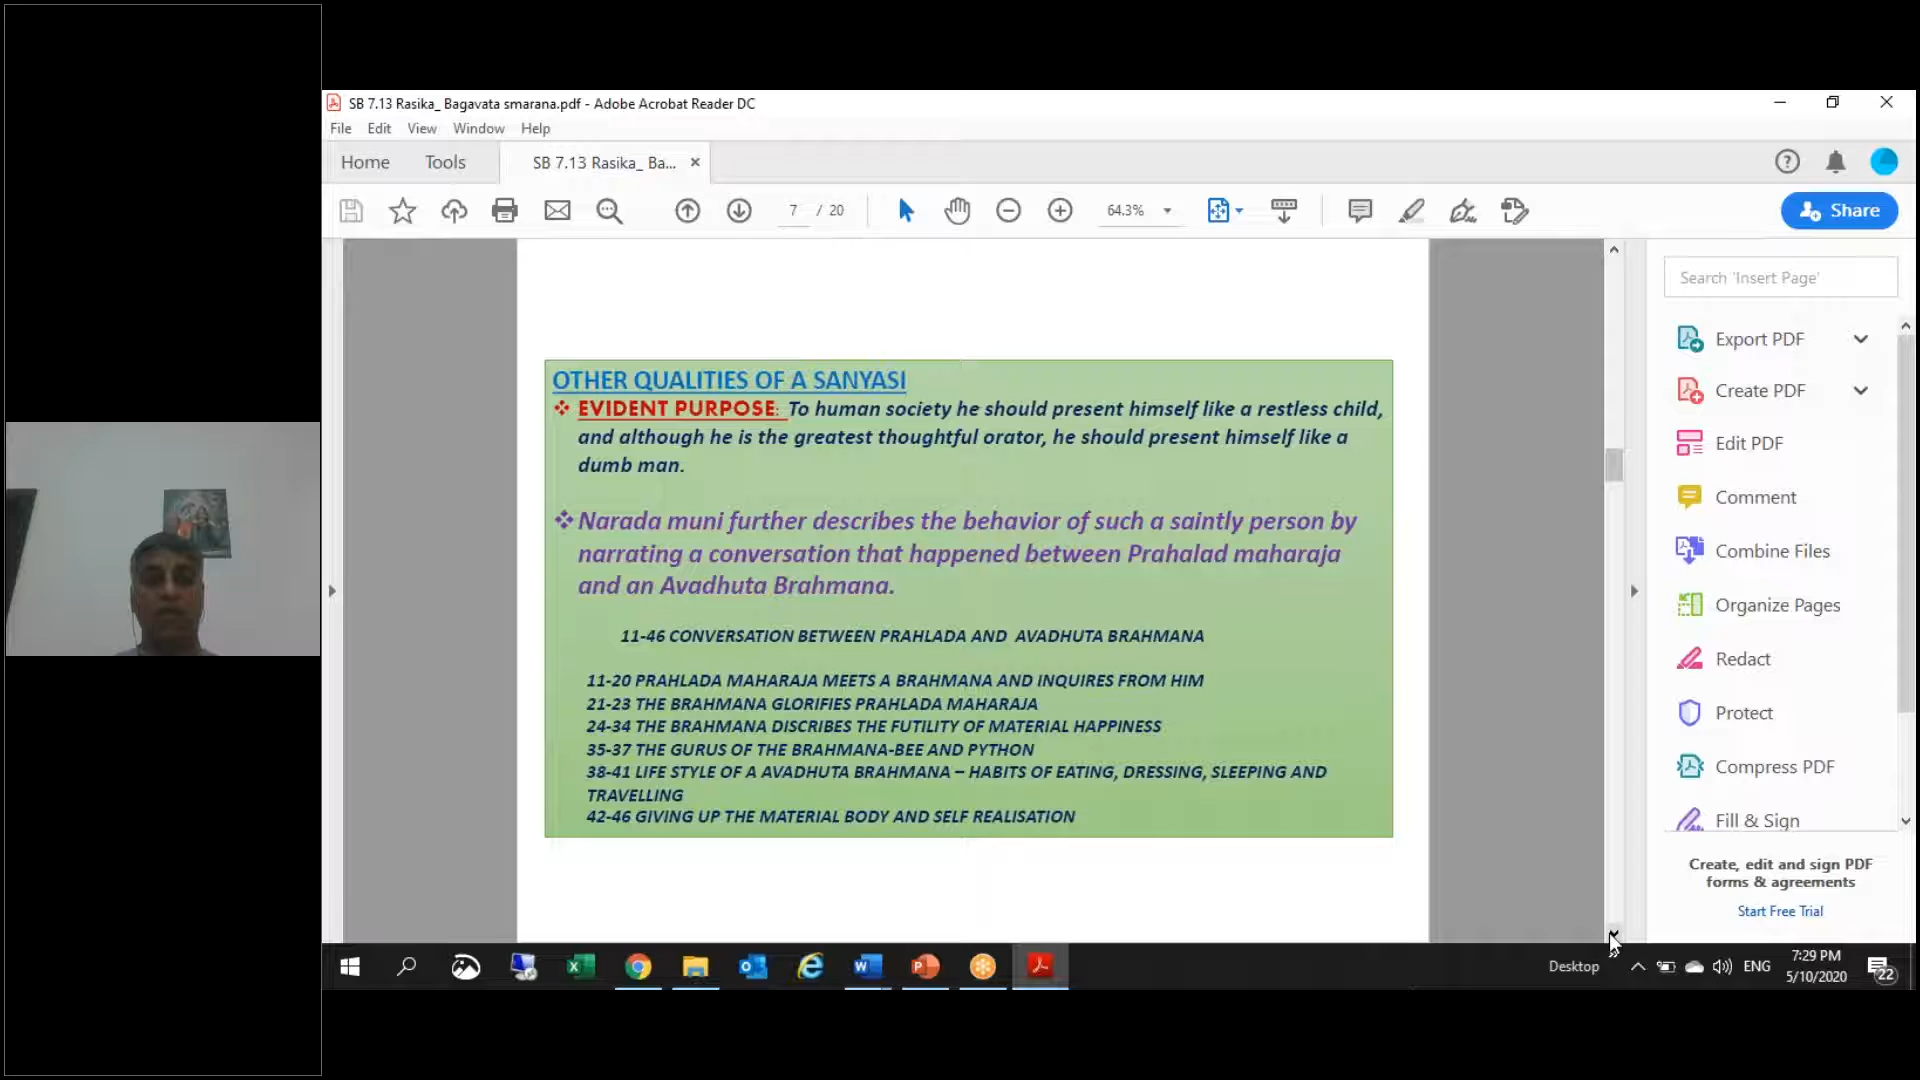 SB 7.13 Rasika_ Bagavata smarana.pdf - Adobe Acrobat Reader DC
File Edit View Window Help
Home Tools SB 7.13 Rasika_ Ba... ×
7 / 20 64.3% Share
Search 'Insert Page'
Export PDF
Create PDF
Edit PDF
Comment
Combine Files
Organize Pages
Redact
Protect
Compress PDF
Fill & Sign
Create, edit and sign PDF
forms & agreements
Start Free Trial
OTHER QUALITIES OF A SANYASI
❖ EVIDENT PURPOSE: To human society he should present himself like a restless child,
and although he is the greatest thoughtful orator, he should present himself like a
dumb man.
❖ Narada muni further describes the behavior of such a saintly person by
narrating a conversation that happened between Prahalad maharaja
and an Avadhuta Brahmana.
11-46 CONVERSATION BETWEEN PRAHLADA AND AVADHUTA BRAHMANA
11-20 PRAHLADA MAHARAJA MEETS A BRAHMANA AND INQUIRES FROM HIM
21-23 THE BRAHMANA GLORIFIES PRAHLADA MAHARAJA
24-34 THE BRAHMANA DISCRIBES THE FUTILITY OF MATERIAL HAPPINESS
35-37 THE GURUS OF THE BRAHMANA-BEE AND PYTHON
38-41 LIFE STYLE OF A AVADHUTA BRAHMANA – HABITS OF EATING, DRESSING, SLEEPING AND
TRAVELLING
42-46 GIVING UP THE MATERIAL BODY AND SELF REALISATION
Desktop ENG
7:29 PM
5/10/2020
22